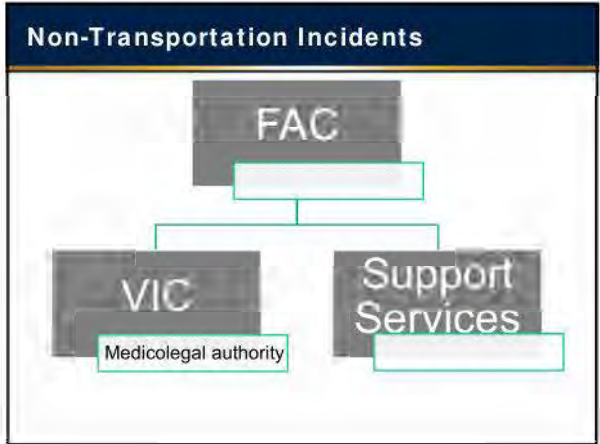 Non-Transportation Incidents
FAC
VIC
Medicolegal authority
Support
Services